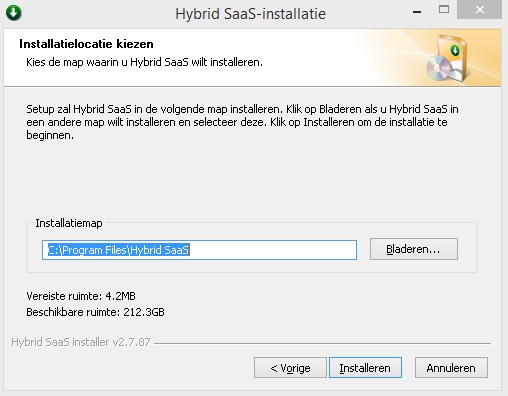 Hybrid SaaS-installatie
Installatielocatie kiezen
Kies de map waarin u Hybrid SaaS wilt installeren.
Setup zal Hybrid SaaS in de volgende map installeren. Klik op Bladeren als u Hybrid SaaS in
een andere map wilt installeren en selecteer deze. Klik op Installeren om de installatie te
beginnen.
Installatiemap
C:\Program Files\Hybrid SaaS
Bladeren...
Vereiste ruimte: 4.2MB
Beschikbare ruimte: 212.3GB
Hybrid SaaS installer v2.7.87
< Vorige
Installeren
Annuleren